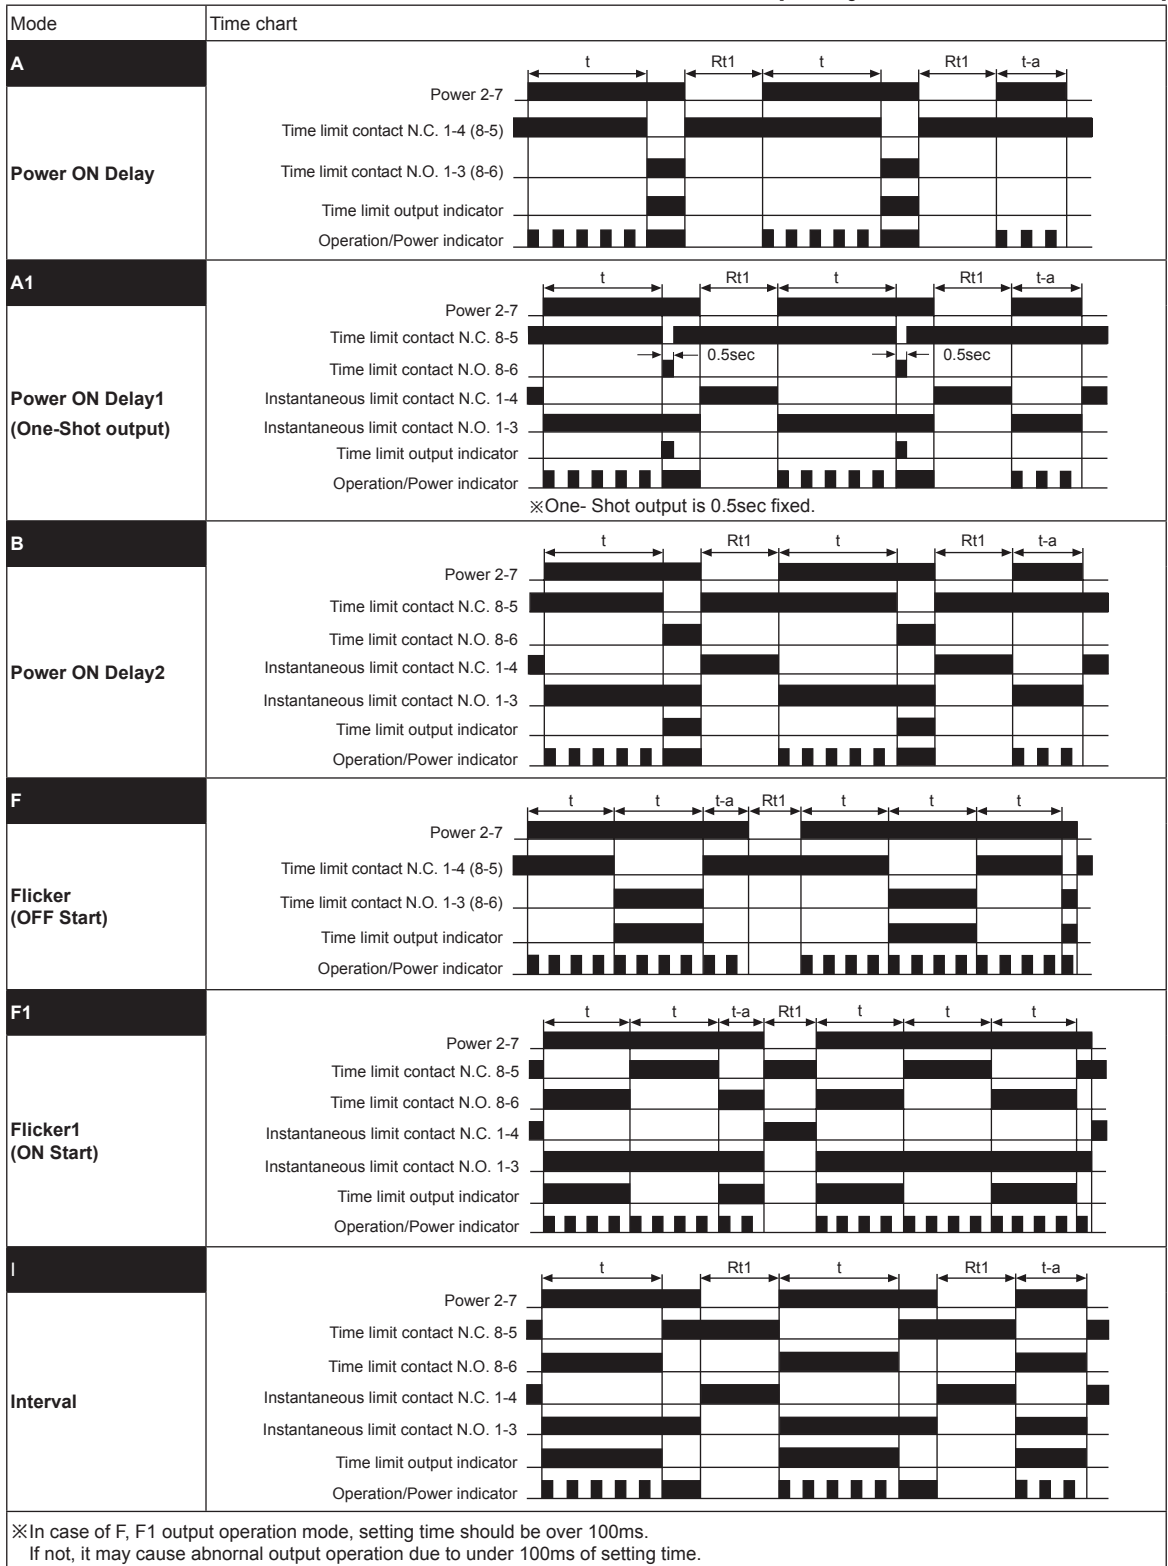 Mode Time chart
A
t Rt1 t Rt1 t-a
Power 2-7
Time limit contact N.C. 1-4 (8-5)
Power ON Delay
Time limit contact N.O. 1-3 (8-6)
Time limit output indicator
Operation/Power indicator
A1
t Rt1 t Rt1 t-a
Power 2-7
Time limit contact N.C. 8-5
0.5sec 0.5sec
Time limit contact N.O. 8-6
Power ON Delay1
(One-Shot output)
Instantaneous limit contact N.C. 1-4
Instantaneous limit contact N.O. 1-3
Time limit output indicator
Operation/Power indicator
※One- Shot output is 0.5sec fixed.
B
t Rt1 t Rt1 t-a
Power 2-7
Time limit contact N.C. 8-5
Time limit contact N.O. 8-6
Power ON Delay2
Instantaneous limit contact N.C. 1-4
Instantaneous limit contact N.O. 1-3
Time limit output indicator
Operation/Power indicator
F
t t t-a Rt1 t t t
Power 2-7
Time limit contact N.C. 1-4 (8-5)
Flicker
(OFF Start)
Time limit contact N.O. 1-3 (8-6)
Time limit output indicator
Operation/Power indicator
F1
t t t-a Rt1 t t t
Power 2-7
Time limit contact N.C. 8-5
Time limit contact N.O. 8-6
Flicker1
(ON Start)
Instantaneous limit contact N.C. 1-4
Instantaneous limit contact N.O. 1-3
Time limit output indicator
Operation/Power indicator
I
t Rt1 t Rt1 t-a
Power 2-7
Time limit contact N.C. 8-5
Time limit contact N.O. 8-6
Interval
Instantaneous limit contact N.C. 1-4
Instantaneous limit contact N.O. 1-3
Time limit output indicator
Operation/Power indicator
※In case of F, F1 output operation mode, setting time should be over 100ms.
If not, it may cause abnornal output operation due to under 100ms of setting time.